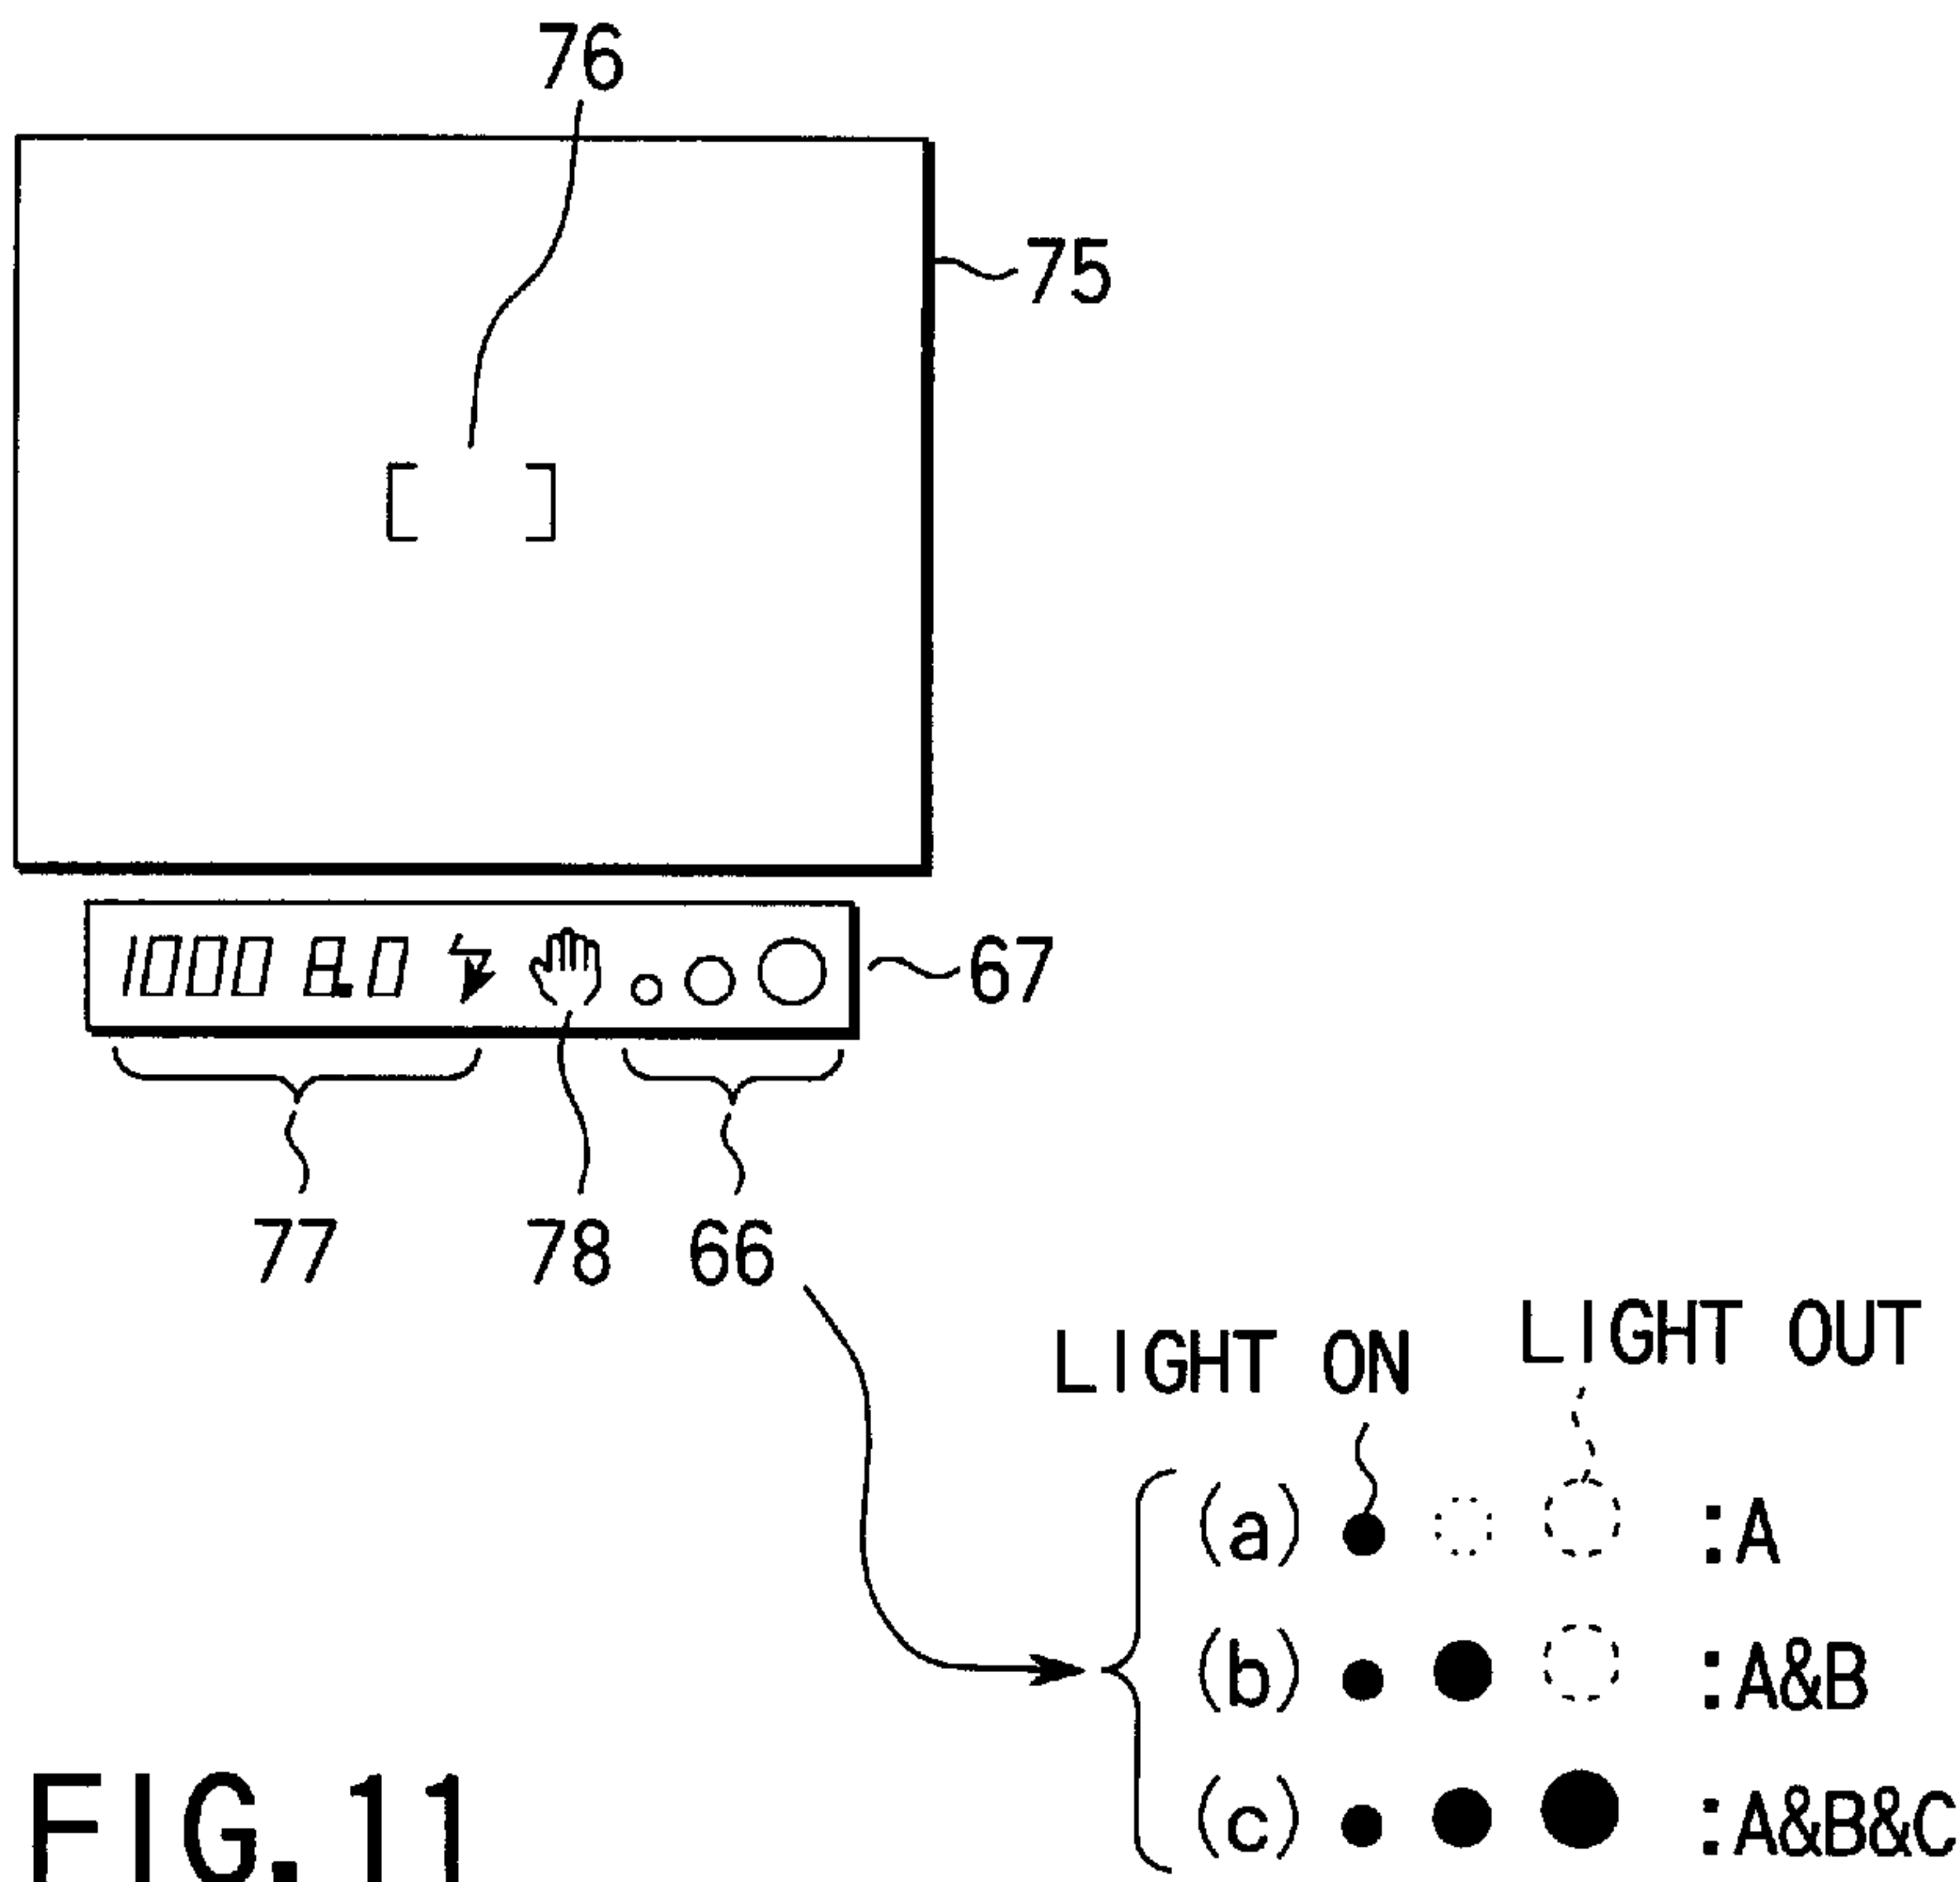 76
75
1000 8.0
67
77 78 66
LIGHT ON LIGHT OUT
(a) :A
(b) :A&B
(c) :A&B&C
FIG.11